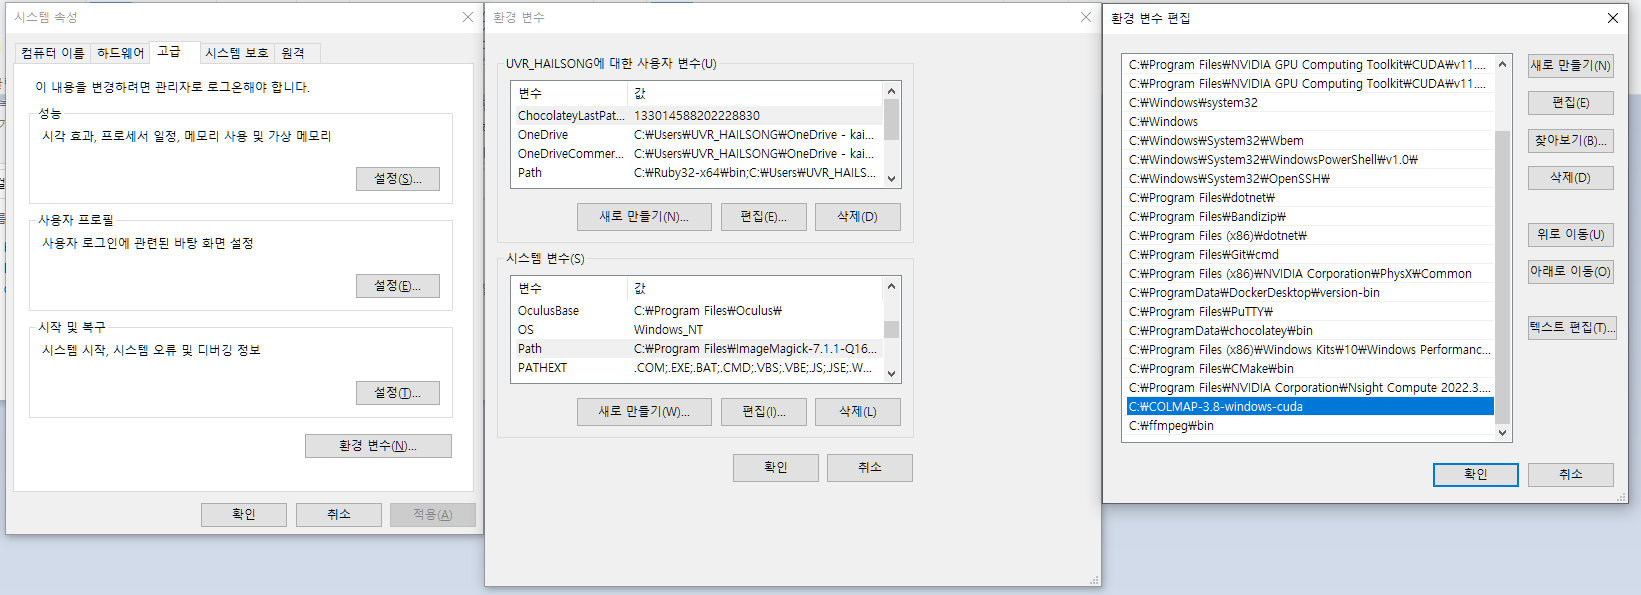 시스템 속성
컴퓨터 이름 하드웨어 고급 시스템 보호 원격
이 내용을 변경하려면 관리자로 로그온해야 합니다.
성능
시각 효과, 프로세서 일정, 메모리 사용 및 가상 메모리
설정(S)...
사용자 프로필
사용자 로그인에 관련된 바탕 화면 설정
설정(E)...
시작 및 복구
시스템 시작, 시스템 오류 및 디버깅 정보
설정(T)...
환경 변수(N)...
확인 취소 적용(A)
환경 변수
UVR_HAILSONG에 대한 사용자 변수(U)
변수 값
ChocolateyLastPat... 133014588202228830
OneDrive C:₩Users₩UVR_HAILSONG₩OneDrive - kai...
OneDriveCommer... C:₩Users₩UVR_HAILSONG₩OneDrive - kai...
Path C:₩Ruby32-x64₩bin;C:₩Users₩UVR_HAILS...
새로 만들기(N)... 편집(E)... 삭제(D)
시스템 변수(S)
변수 값
OculusBase C:₩Program Files₩Oculus₩
OS Windows_NT
Path C:₩Program Files₩ImageMagick-7.1.1-Q16...
PATHEXT .COM;.EXE;.BAT;.CMD;.VBS;.VBE;.JS;.JSE;.W...
새로 만들기(W)... 편집(I)... 삭제(L)
확인 취소
환경 변수 편집
C:₩Program Files₩NVIDIA GPU Computing Toolkit₩CUDA₩v11....
C:₩Program Files₩NVIDIA GPU Computing Toolkit₩CUDA₩v11....
C:₩Windows₩system32
C:₩Windows
C:₩Windows₩System32₩Wbem
C:₩Windows₩System32₩WindowsPowerShell₩v1.0₩
C:₩Windows₩System32₩OpenSSH₩
C:₩Program Files₩dotnet₩
C:₩Program Files₩Bandizip₩
C:₩Program Files (x86)₩dotnet₩
C:₩Program Files₩Git₩cmd
C:₩Program Files (x86)₩NVIDIA Corporation₩PhysX₩Common
C:₩ProgramData₩DockerDesktop₩version-bin
C:₩Program Files₩PuTTY₩
C:₩ProgramData₩chocolatey₩bin
C:₩Program Files (x86)₩Windows Kits₩10₩Windows Performanc...
C:₩Program Files₩CMake₩bin
C:₩Program Files₩NVIDIA Corporation₩Nsight Compute 2022.3....
C:₩COLMAP-3.8-windows-cuda
C:₩ffmpeg₩bin
새로 만들기(N)
편집(E)
찾아보기(B)...
삭제(D)
위로 이동(U)
아래로 이동(O)
텍스트 편집(T)...
확인 취소